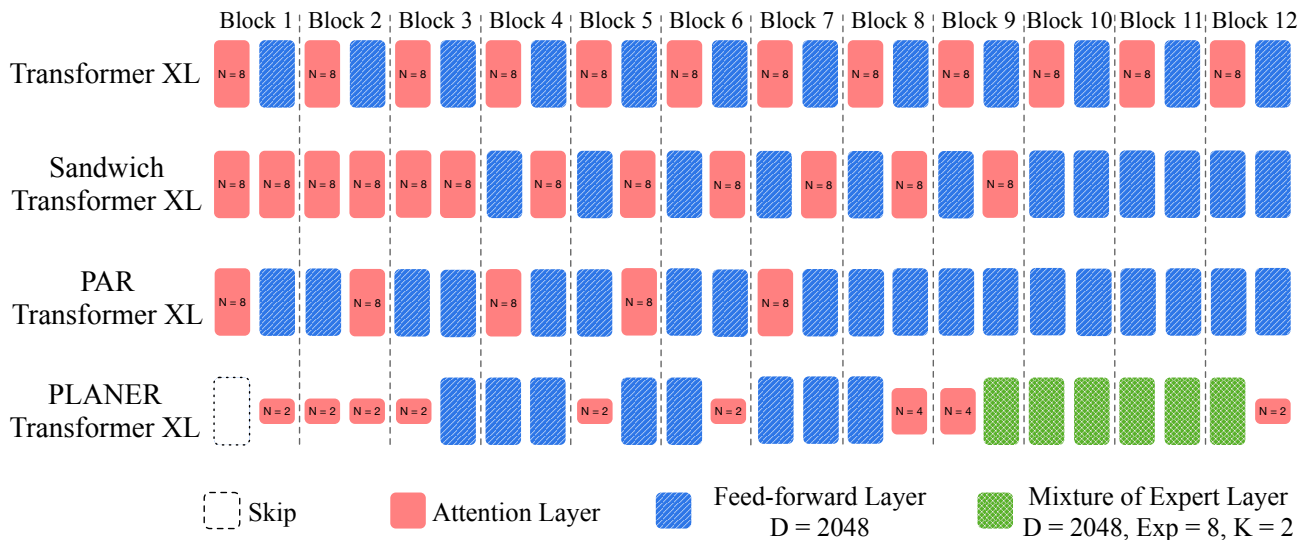 Block 1 Block 2 Block 3 Block 4 Block 5 Block 6 Block 7 Block 8 Block 9 Block 10 Block 11 Block 12
Transformer XL
N = 8 N = 8 N = 8 N = 8 N = 8 N = 8 N = 8 N = 8 N = 8 N = 8 N = 8 N = 8
Sandwich
Transformer XL
N = 8 N = 8 N = 8 N = 8 N = 8 N = 8 N = 8 N = 8 N = 8 N = 8 N = 8 N = 8
PAR
Transformer XL
N = 8 N = 8 N = 8 N = 8 N = 8
PLANER
Transformer XL
N = 2 N = 2 N = 2 N = 2 N = 2 N = 2 N = 4 N = 4 N = 2
Skip
Attention Layer
Feed-forward Layer
D = 2048
Mixture of Expert Layer
D = 2048, Exp = 8, K = 2